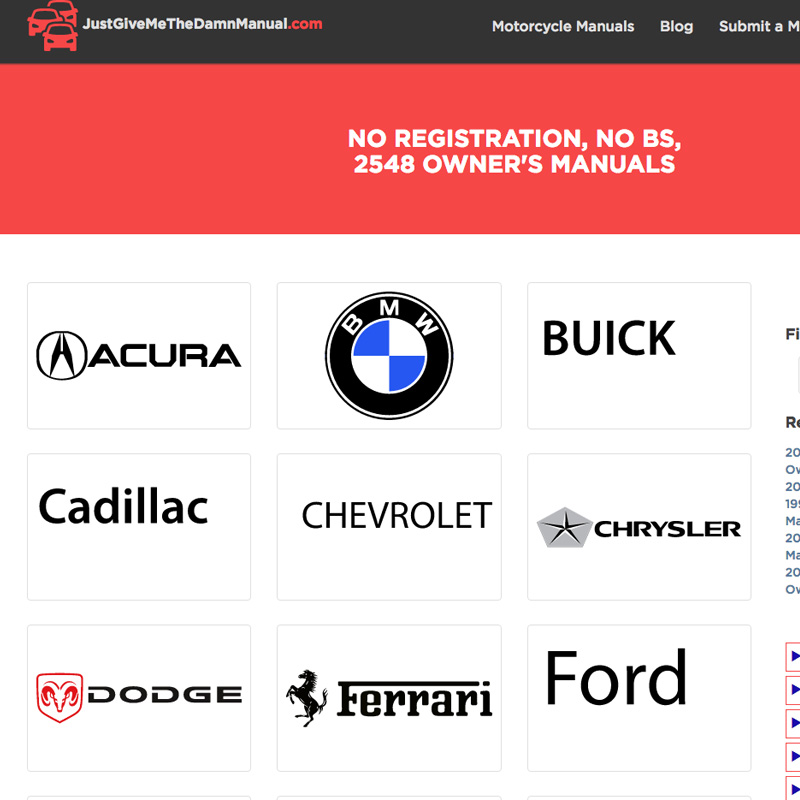 JustGiveMeTheDamnManual.com
Motorcycle Manuals Blog Submit a M
NO REGISTRATION, NO BS,
2548 OWNER'S MANUALS
ACURA
BMW
BUICK
Cadillac
CHEVROLET
CHRYSLER
DODGE
Ferrari
Ford
Fi
Re
20
Ow
20
199
Ma
20
Ma
20
Ow